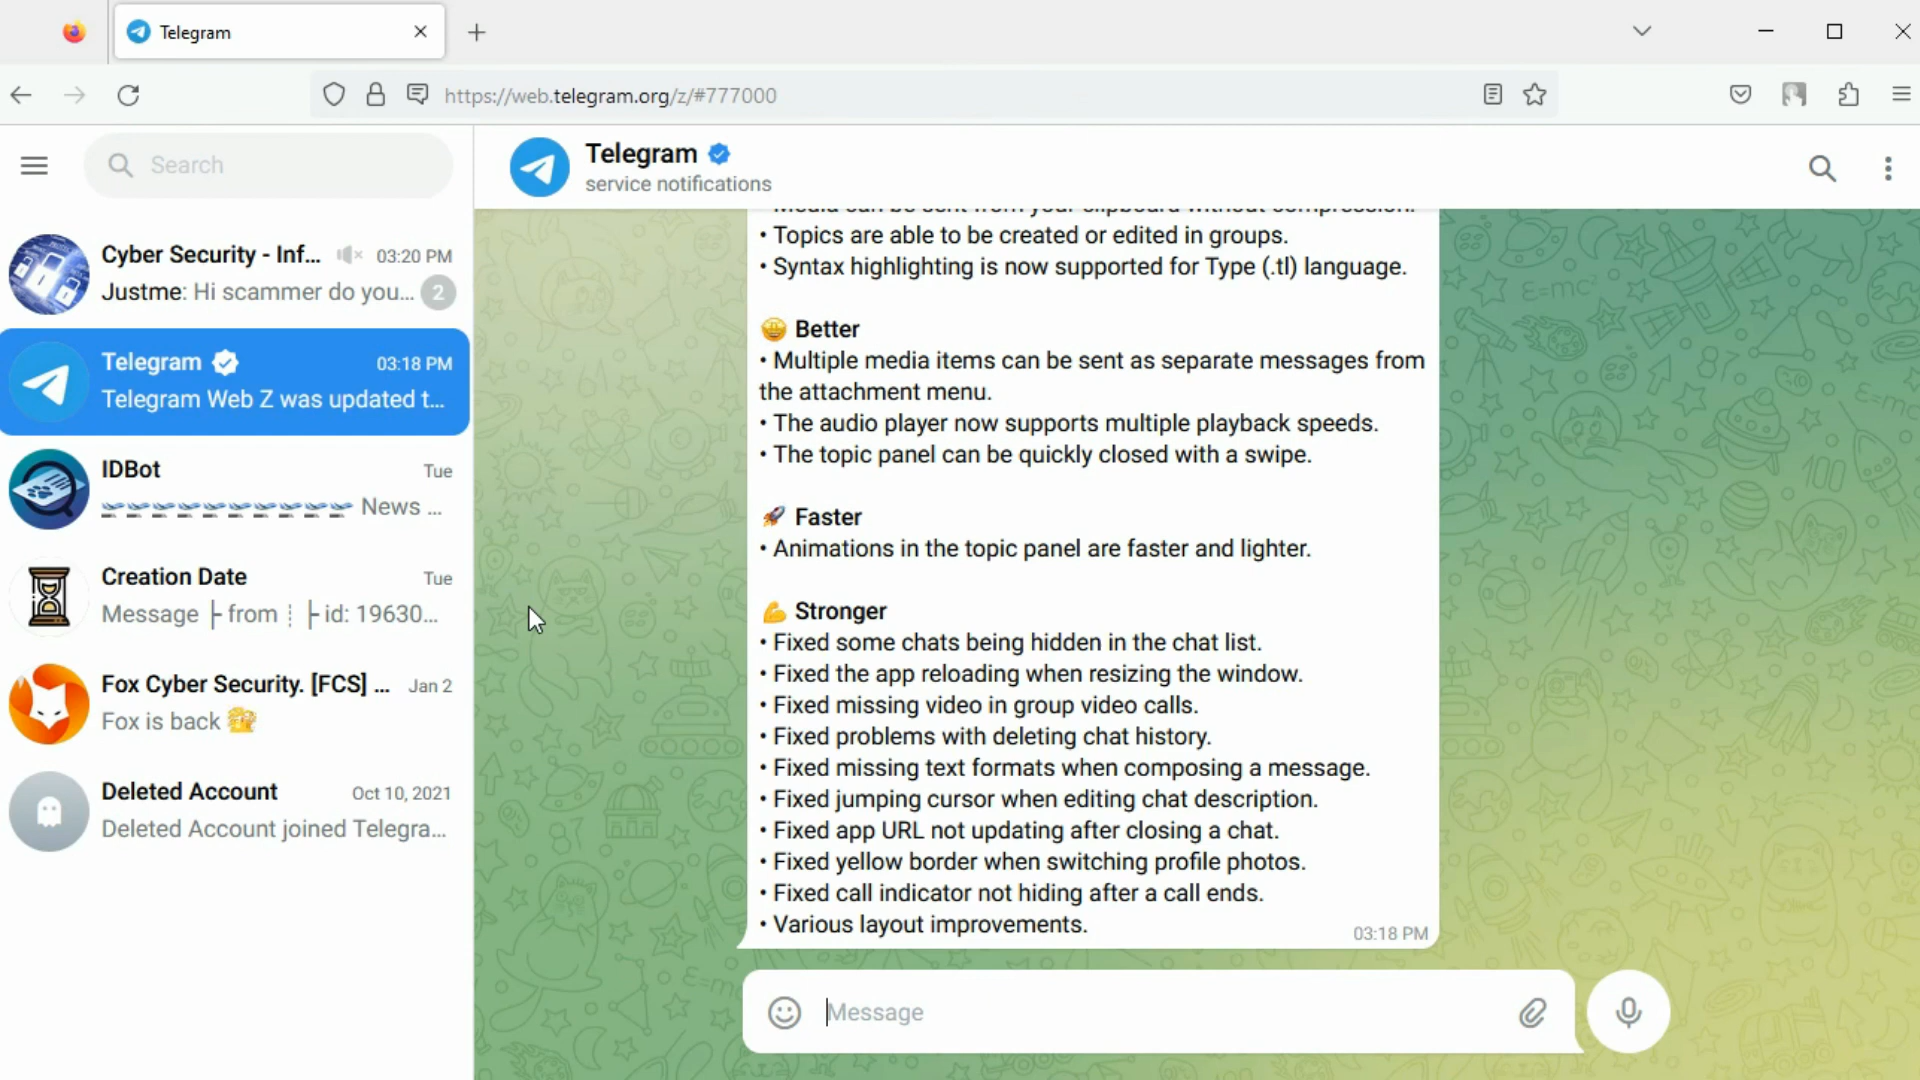 Telegram
https://web.telegram.org/z/#777000
Search
Cyber Security - Inf... 03:20 PM
Justme: Hi scammer do you... 2
Telegram 03:18 PM
Telegram Web Z was updated t...
IDBot Tue
🛫🛫🛫🛫🛫🛫🛫🛫🛫🛫 News ...
Creation Date Tue
Message ├ from ┊ ├ id: 19630...
Fox Cyber Security. [FCS] ... Jan 2
Fox is back
Deleted Account Oct 10, 2021
Deleted Account joined Telegra...
Telegram
service notifications
• Media can be sent from your clipboard without compression.
• Topics are able to be created or edited in groups.
• Syntax highlighting is now supported for Type (.tl) language.
🤩 Better
• Multiple media items can be sent as separate messages from
the attachment menu.
• The audio player now supports multiple playback speeds.
• The topic panel can be quickly closed with a swipe.
🚀 Faster
• Animations in the topic panel are faster and lighter.
💪 Stronger
• Fixed some chats being hidden in the chat list.
• Fixed the app reloading when resizing the window.
• Fixed missing video in group video calls.
• Fixed problems with deleting chat history.
• Fixed missing text formats when composing a message.
• Fixed jumping cursor when editing chat description.
• Fixed app URL not updating after closing a chat.
• Fixed yellow border when switching profile photos.
• Fixed call indicator not hiding after a call ends.
• Various layout improvements.
03:18 PM
Message